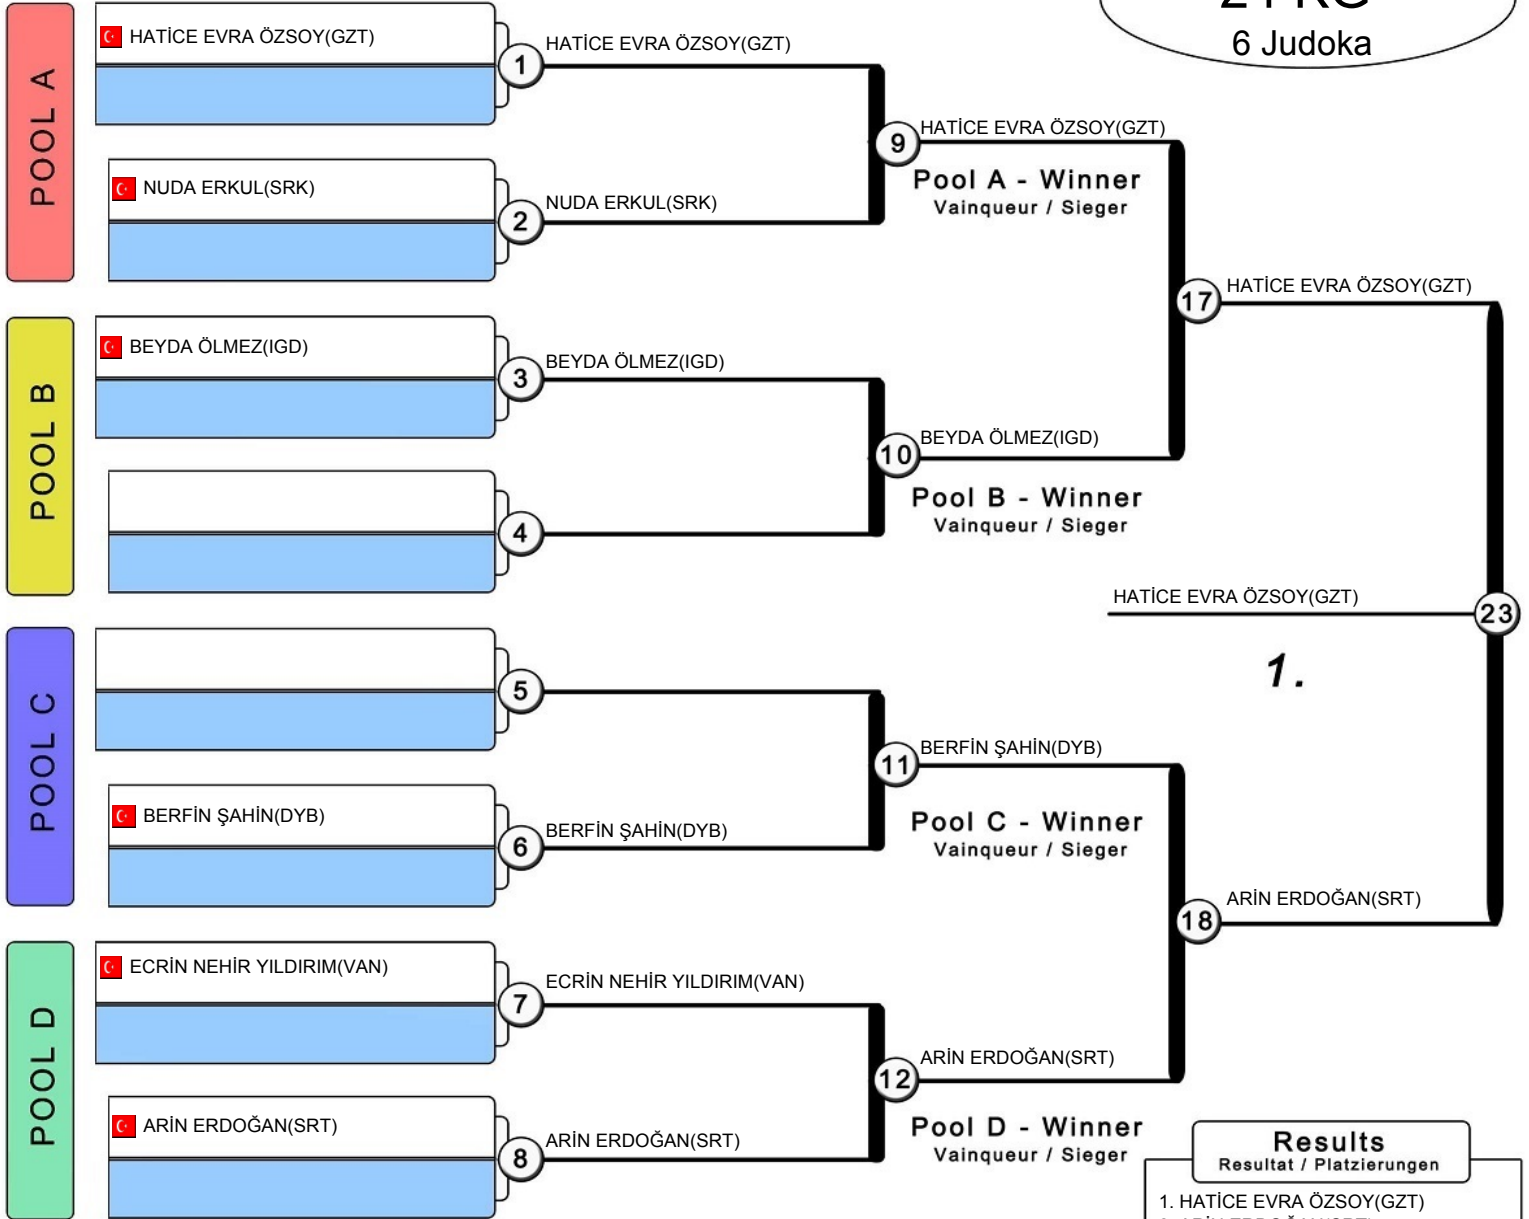 6 Judoka
POOL A
HATİCE EVRA ÖZSOY(GZT)
1
HATİCE EVRA ÖZSOY(GZT)
NUDA ERKUL(SRK)
2
NUDA ERKUL(SRK)
9
HATİCE EVRA ÖZSOY(GZT)
Pool A - Winner
Vainqueur / Sieger
POOL B
BEYDA ÖLMEZ(IGD)
3
BEYDA ÖLMEZ(IGD)
4
10
BEYDA ÖLMEZ(IGD)
Pool B - Winner
Vainqueur / Sieger
17
HATİCE EVRA ÖZSOY(GZT)
HATİCE EVRA ÖZSOY(GZT)
23
1.
POOL C
5
BERFİN ŞAHİN(DYB)
6
BERFİN ŞAHİN(DYB)
11
BERFİN ŞAHİN(DYB)
Pool C - Winner
Vainqueur / Sieger
18
ARİN ERDOĞAN(SRT)
POOL D
ECRİN NEHİR YILDIRIM(VAN)
7
ECRİN NEHİR YILDIRIM(VAN)
ARİN ERDOĞAN(SRT)
8
ARİN ERDOĞAN(SRT)
12
ARİN ERDOĞAN(SRT)
Pool D - Winner
Vainqueur / Sieger
Results
Resultat / Platzierungen
1. HATİCE EVRA ÖZSOY(GZT)